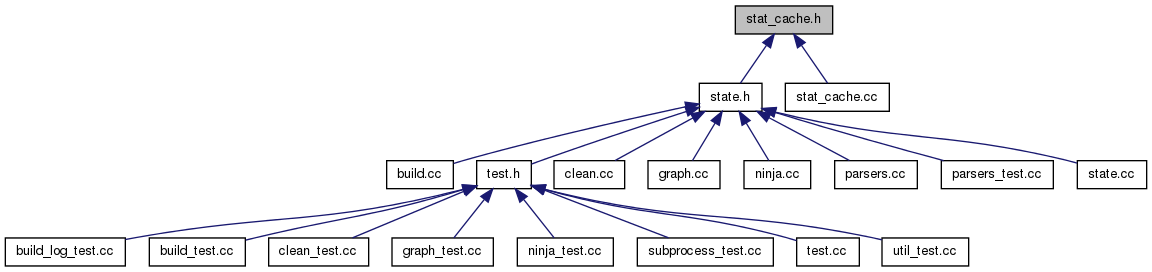 stat_cache.h
state.h
stat_cache.cc
build.cc
test.h
clean.cc
graph.cc
ninja.cc
parsers.cc
parsers_test.cc
state.cc
build_log_test.cc
build_test.cc
clean_test.cc
graph_test.cc
ninja_test.cc
subprocess_test.cc
test.cc
util_test.cc